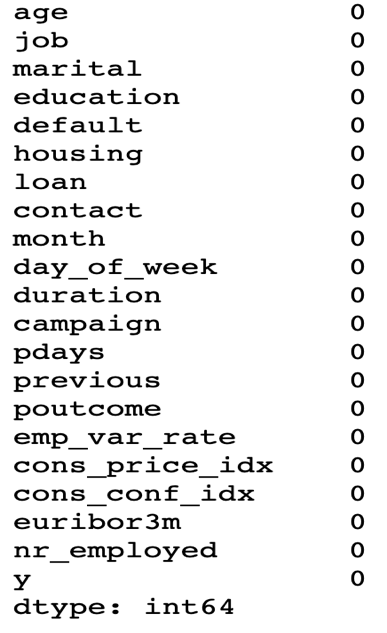 age 0
job 0
marital 0
education 0
default 0
housing 0
loan 0
contact 0
month 0
day_of_week 0
duration 0
campaign 0
pdays 0
previous 0
poutcome 0
emp_var_rate 0
cons_price_idx 0
cons_conf_idx 0
euribor3m 0
nr_employed 0
y 0
dtype: int64